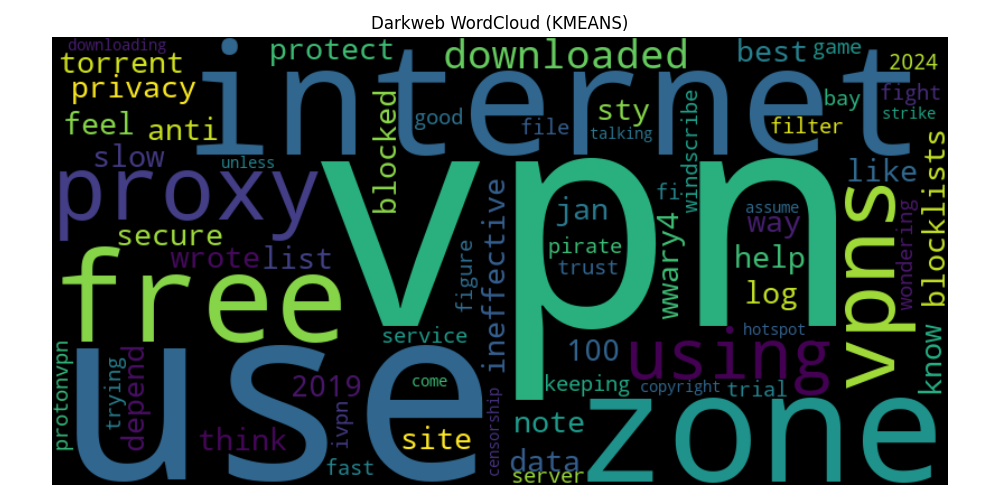 Darkweb WordCloud (KMEANS)
downloading
protect
downloaded
best
game
torrent
internet
2024
privacy
fight
bay
strike
feel
anti
good
file
sty
talking
filter
blocked
slow
unless
windscribe
like
blocklists
proxy
vpn
fi
vpns
jan
assume
way
wondering
secure
pirate
wwary4
wrote
list
figure
ineffective
trust
help
free
log
service
hotspot
100
using
know
protonvpn
trying
depend
use
2019
come
keeping
copyright
trial
zone
ivpn
censorship
note
think
site
fast
data
server